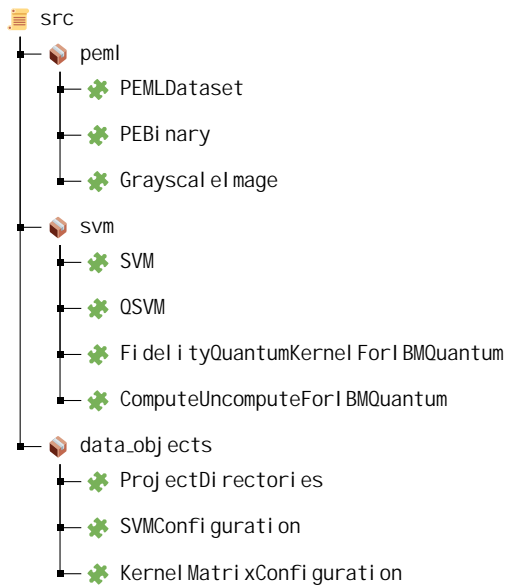 src
peml
PEMLDataset
PEBinary
GrayscaleImage
svm
SVM
QSVM
FidelityQuantumKernelForIBMQuantum
ComputeUncomputeForIBMQuantum
data_objects
ProjectDirectories
SVMConfiguration
KernelMatrixConfiguration